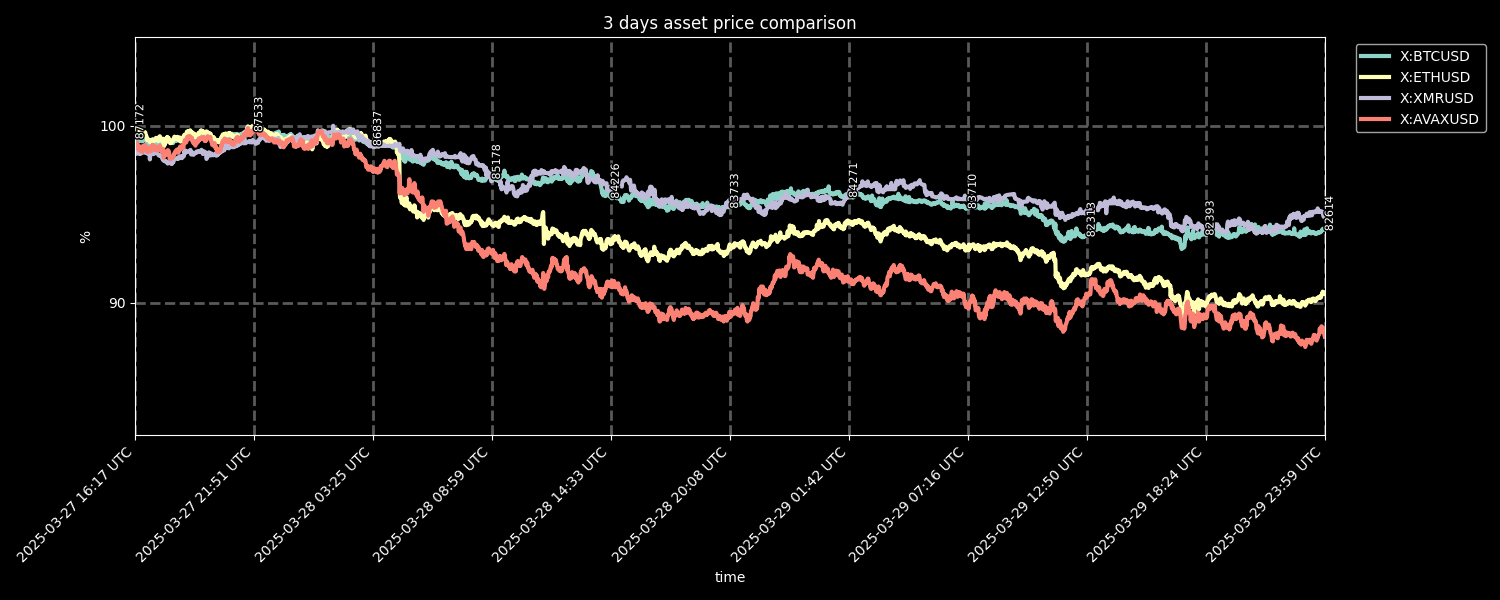 3 days asset price comparison
X:BTCUSD
X:ETHUSD
X:XMRUSD
X:AVAXUSD
100
90
%
87172
87533
86837
85178
84226
83733
84271
83710
82313
82393
82614
2025-03-27 16:17 UTC
2025-03-27 21:51 UTC
2025-03-28 03:25 UTC
2025-03-28 08:59 UTC
2025-03-28 14:33 UTC
2025-03-28 20:08 UTC
2025-03-29 01:42 UTC
2025-03-29 07:16 UTC
2025-03-29 12:50 UTC
2025-03-29 18:24 UTC
2025-03-29 23:59 UTC
time